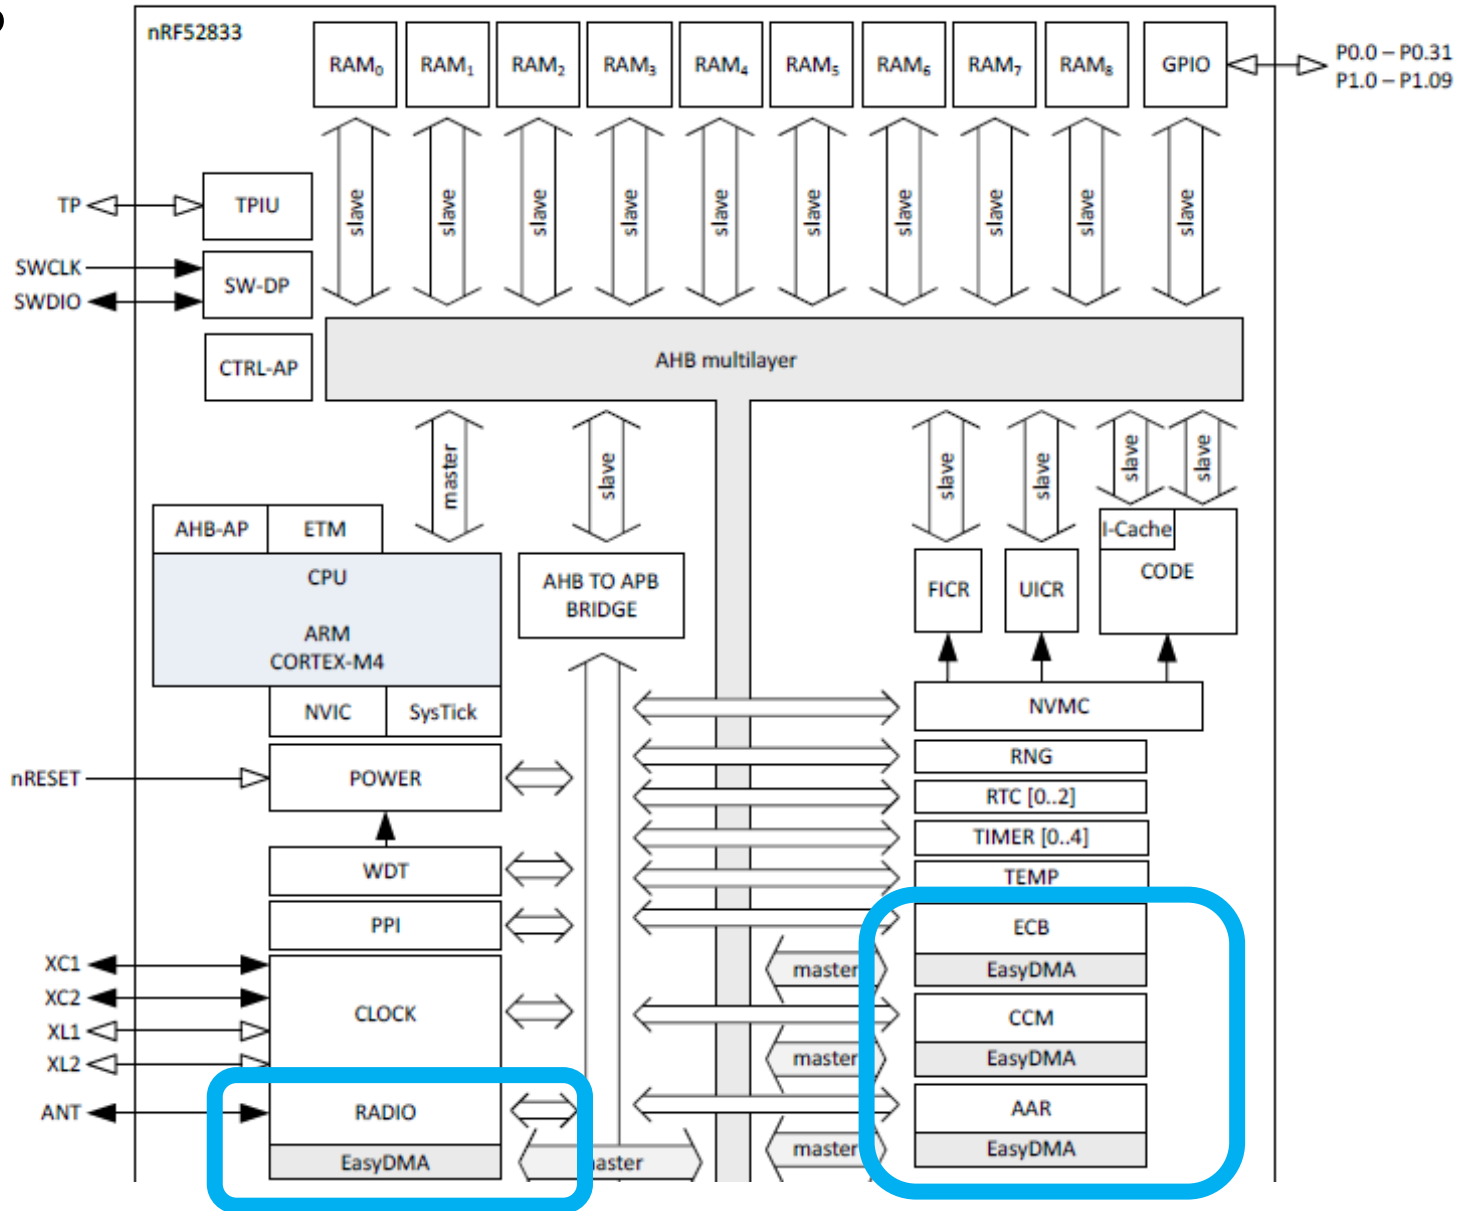 nRF52833
RAM0 RAM1 RAM2 RAM3 RAM4 RAM5 RAM6 RAM7 RAM8 GPIO
P0.0 – P0.31
P1.0 – P1.09
slave slave slave slave slave slave slave slave slave slave
TP TPIU
SWCLK
SW-DP
SWDIO
CTRL-AP
AHB multilayer
master slave slave slave slave slave
AHB-AP ETM
I-Cache
CPU
AHB TO APB
BRIDGE
FICR UICR CODE
ARM
CORTEX-M4
NVIC SysTick
NVMC
RNG
nRESET POWER
RTC [0..2]
TIMER [0..4]
WDT
TEMP
PPI
ECB
XC1
master EasyDMA
XC2
CLOCK
CCM
XL1
XL2
master EasyDMA
ANT RADIO
AAR
EasyDMA
master EasyDMA